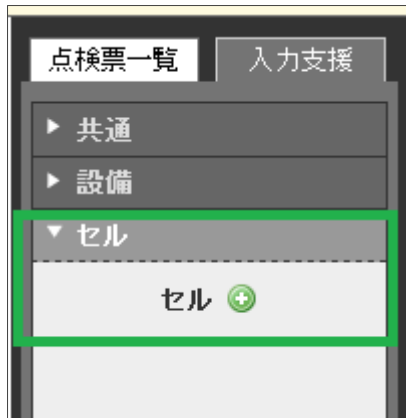 点検票一覧 入力支援
共通
設備
セル
セル